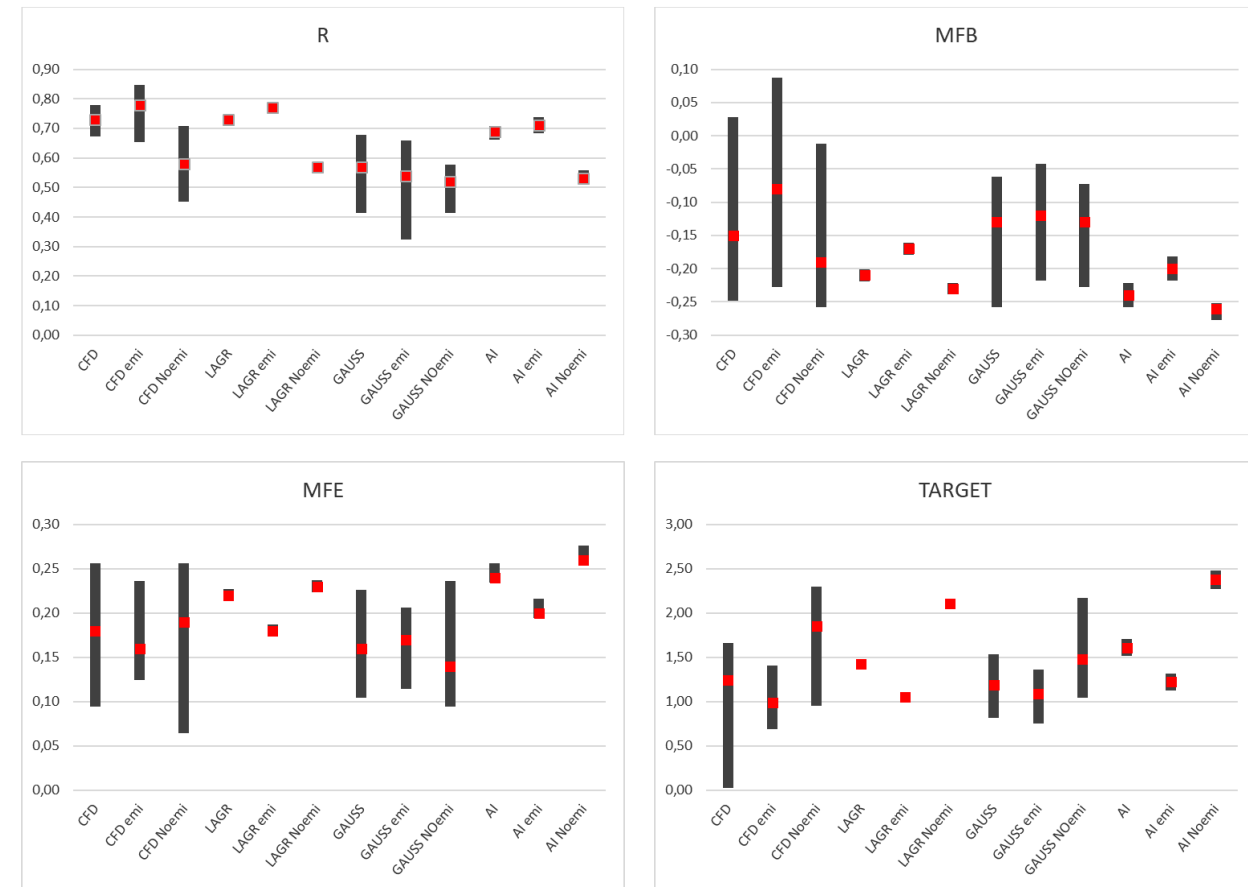 R
0,90
0,80
0,70
0,60
0,50
0,40
0,30
0,20
0,10
0,00
CFD
CFD emi
CFD Noemi
LAGR
LAGR emi
LAGR Noemi
GAUSS
GAUSS emi
GAUSS NOemi
AI
AI emi
AI Noemi
MFB
0,10
0,05
0,00
-0,05
-0,10
-0,15
-0,20
-0,25
-0,30
CFD
CFD emi
CFD Noemi
LAGR
LAGR emi
LAGR Noemi
GAUSS
GAUSS emi
GAUSS NOemi
AI
AI emi
AI Noemi
MFE
0,30
0,25
0,20
0,15
0,10
0,05
0,00
CFD
CFD emi
CFD Noemi
LAGR
LAGR emi
LAGR Noemi
GAUSS
GAUSS emi
GAUSS NOemi
AI
AI emi
AI Noemi
TARGET
3,00
2,50
2,00
1,50
1,00
0,50
0,00
CFD
CFD emi
CFD Noemi
LAGR
LAGR emi
LAGR Noemi
GAUSS
GAUSS emi
GAUSS NOemi
AI
AI emi
AI Noemi